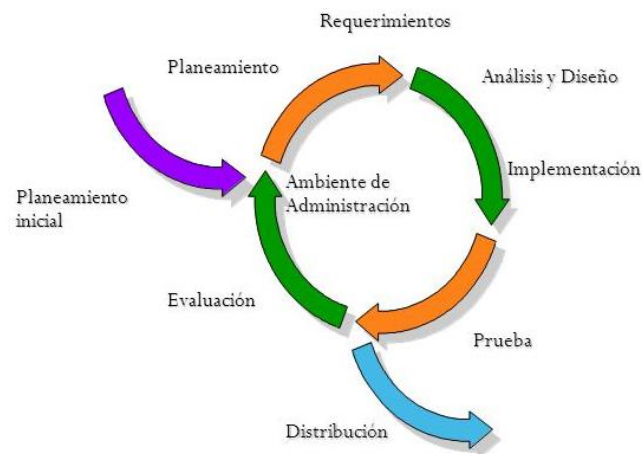 Requerimientos
Planeamiento
Análisis y Diseño
Implementación
Planeamiento
inicial
Ambiente de
Administración
Evaluación
Prueba
Distribución